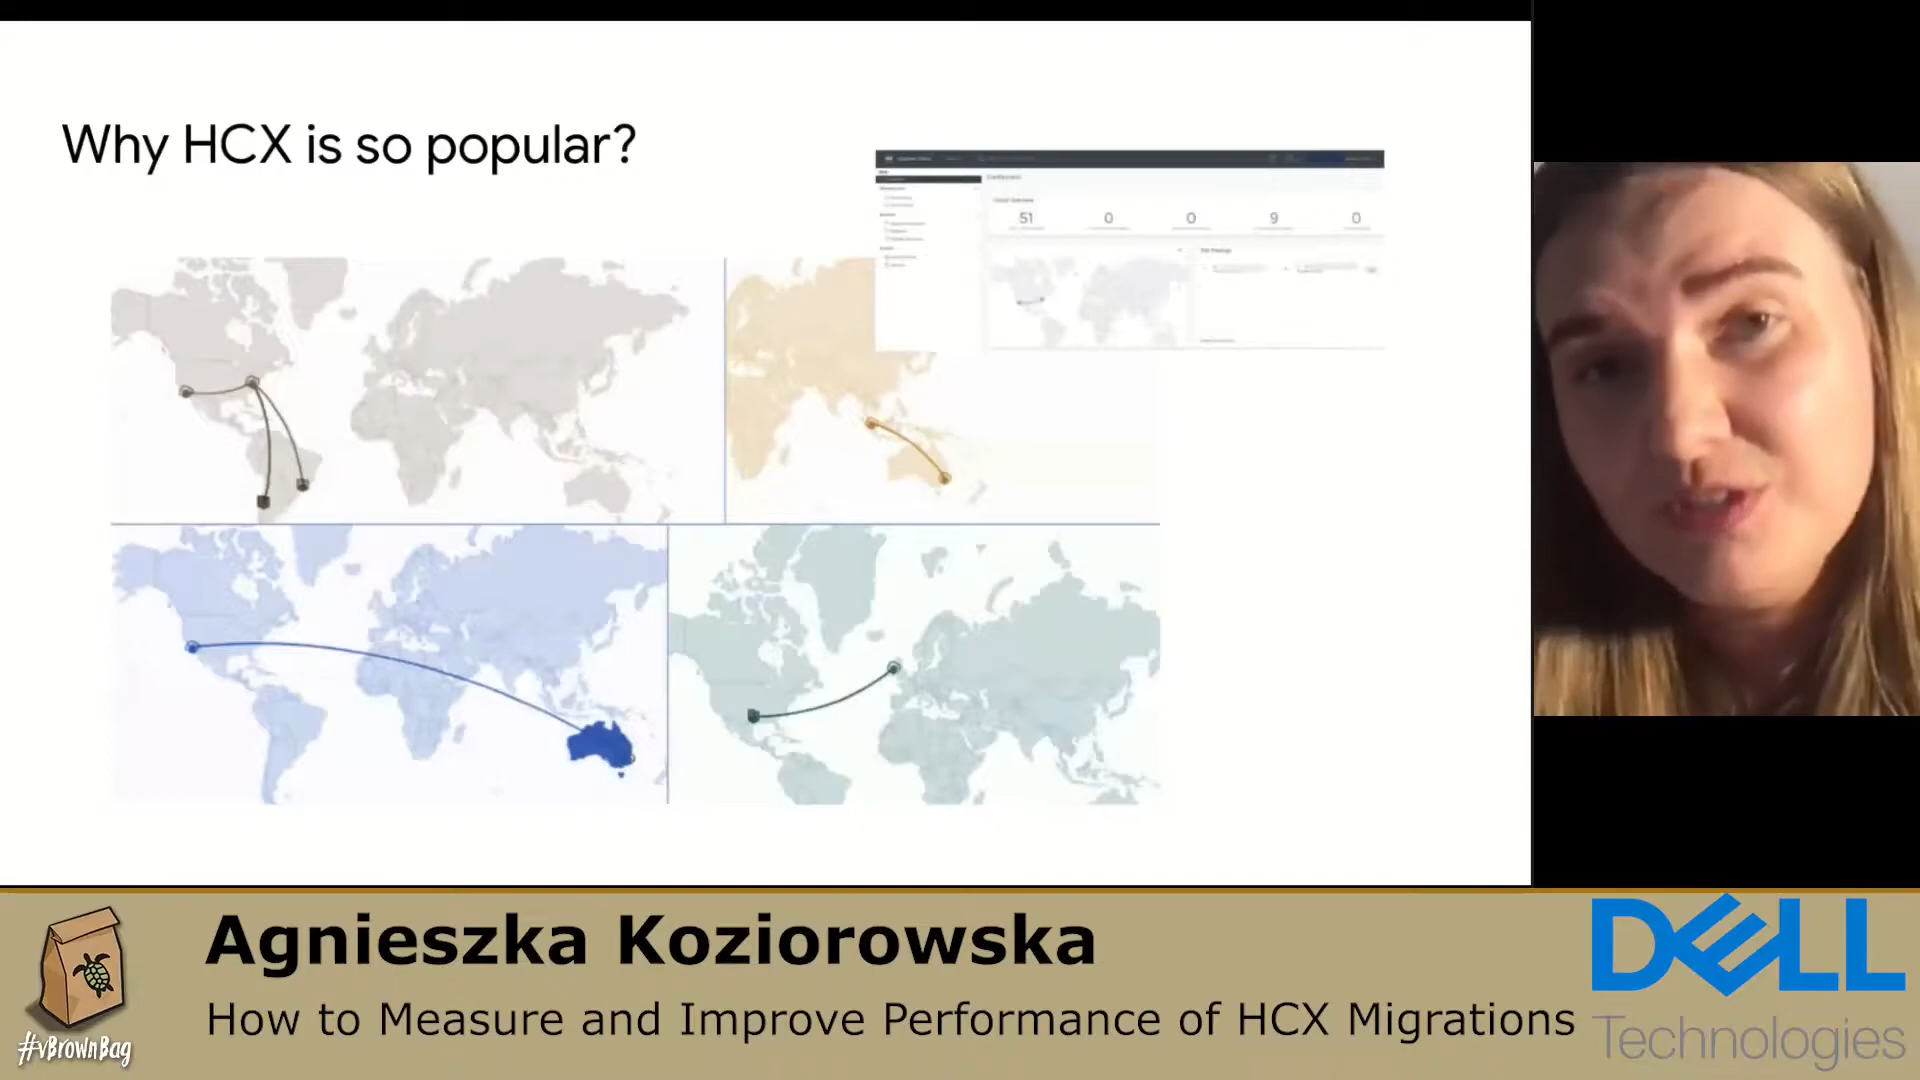 Why HCX is so popular?
51
0
0
9
0
Agnieszka Koziorowska
How to Measure and Improve Performance of HCX Migrations
#vBrownBag
DELL
Technologies